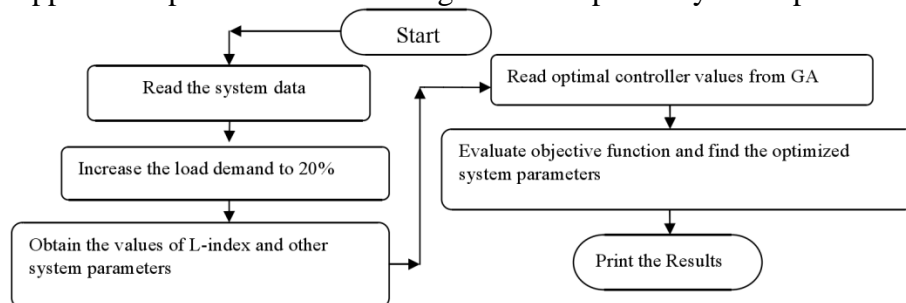 Start
Read the system data
Increase the load demand to 20%
Obtain the values of L-index and other
system parameters
Read optimal controller values from GA
Evaluate objective function and find the optimized
system parameters
Print the Results